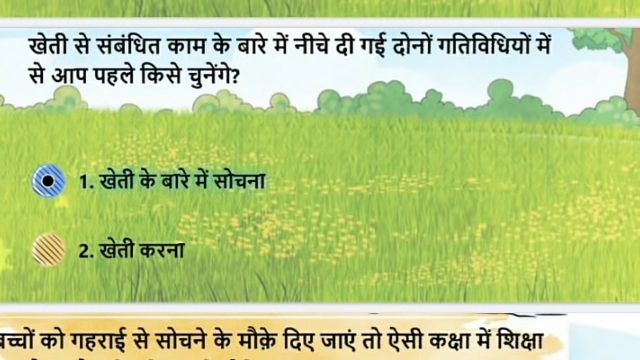 खेती से संबंधित काम के बारे में नीचे दी गई दोनों गतिविधियों में
से आप पहले किसे चुनेंगे?
1. खेती के बारे में सोचना
2. खेती करना
बच्चों को गहराई से सोचने के मौक़े दिए जाएं तो ऐसी कक्षा में शिक्षा